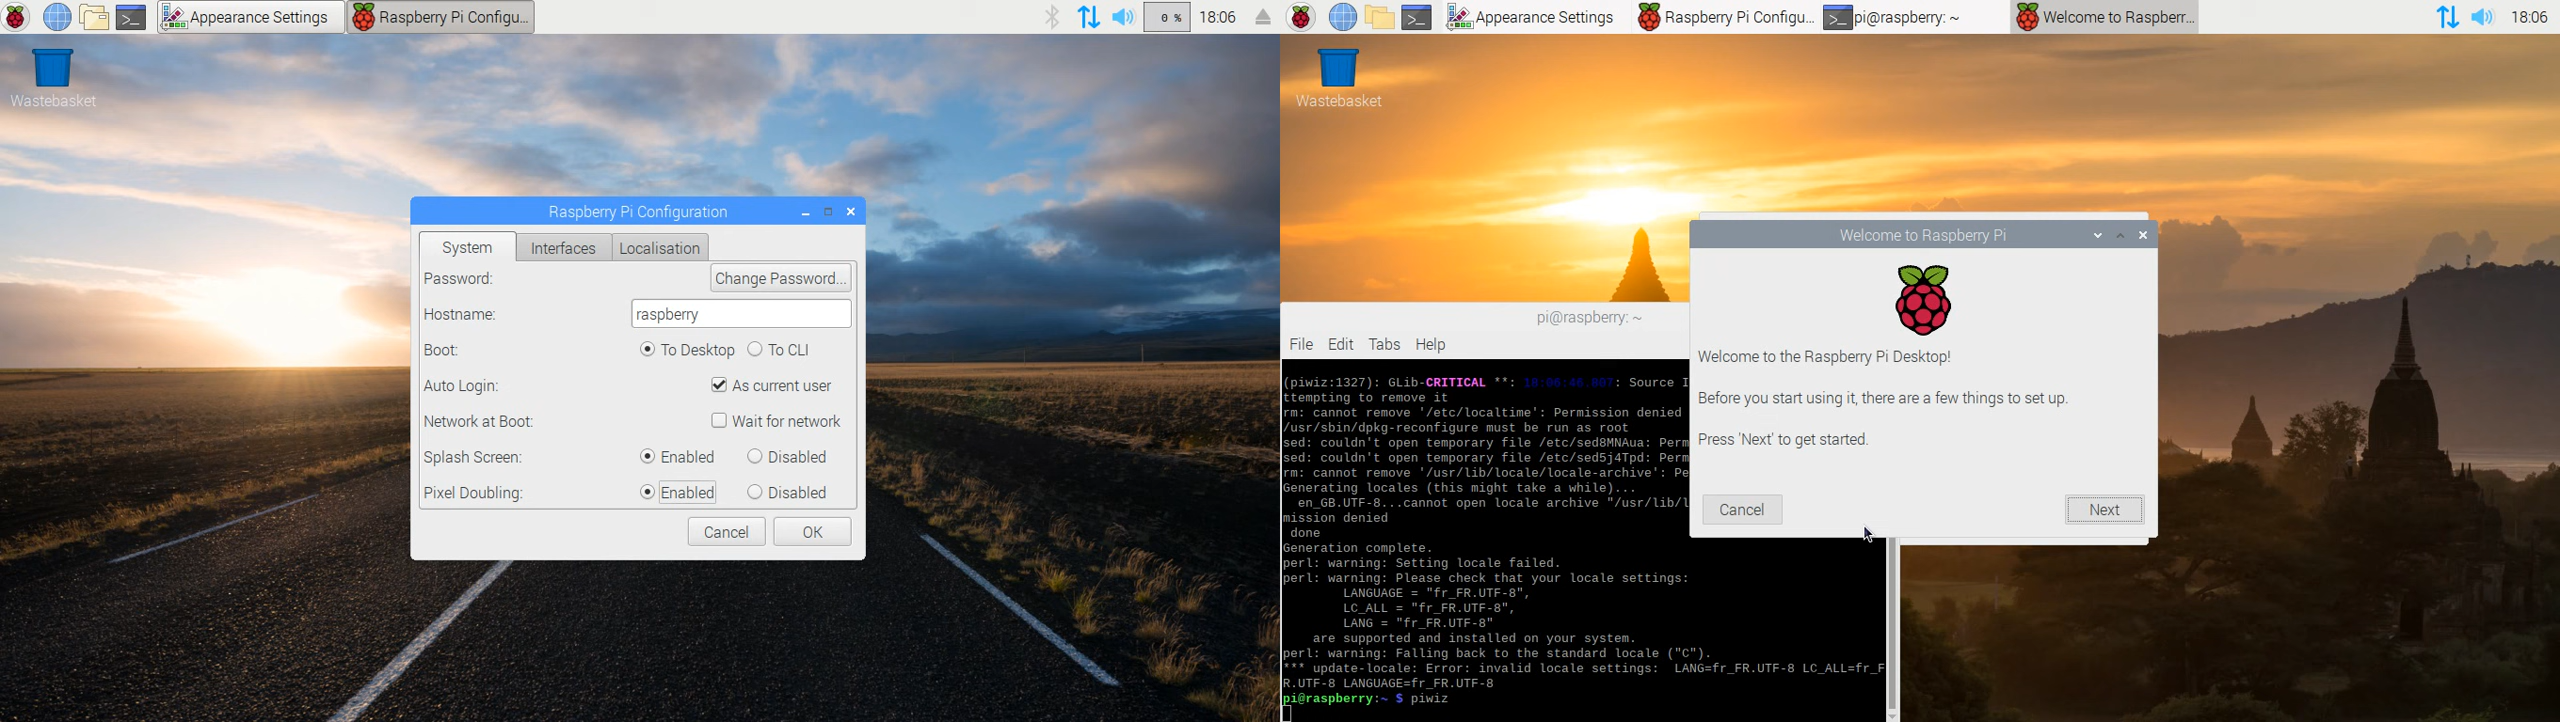 Appearance Settings
Raspberry Pi Configu...
0 %
18:06
Wastebasket
Raspberry Pi Configuration
System
Interfaces
Localisation
Password:
Change Password...
Hostname:
raspberry
Boot:
To Desktop
To CLI
Auto Login:
As current user
Network at Boot:
Wait for network
Splash Screen:
Enabled
Disabled
Pixel Doubling:
Enabled
Disabled
Cancel
OK
Appearance Settings
Raspberry Pi Configu...
pi@raspberry: ~
Welcome to Raspberr...
18:06
Wastebasket
pi@raspberry: ~
File Edit Tabs Help
(piwiz:1327): GLib-CRITICAL **: 18:06:46.807: Source I
ttempting to remove it
rm: cannot remove '/etc/localtime': Permission denied
/usr/sbin/dpkg-reconfigure must be run as root
sed: couldn't open temporary file /etc/sed8MNAua: Perm
sed: couldn't open temporary file /etc/sed5j4Tpd: Perm
rm: cannot remove '/usr/lib/locale/locale-archive': Pe
Generating locales (this might take a while)...
en_GB.UTF-8...cannot open locale archive "/usr/lib/l
mission denied
done
Generation complete.
perl: warning: Setting locale failed.
perl: warning: Please check that your locale settings:
LANGUAGE = "fr_FR.UTF-8",
LC_ALL = "fr_FR.UTF-8",
LANG = "fr_FR.UTF-8"
are supported and installed on your system.
perl: warning: Falling back to the standard locale ("C").
*** update-locale: Error: invalid locale settings:  LANG=fr_FR.UTF-8 LC_ALL=fr_F
R.UTF-8 LANGUAGE=fr_FR.UTF-8
pi@raspberry:~ $ piwiz
Welcome to Raspberry Pi
Welcome to the Raspberry Pi Desktop!
Before you start using it, there are a few things to set up.
Press 'Next' to get started.
Cancel
Next